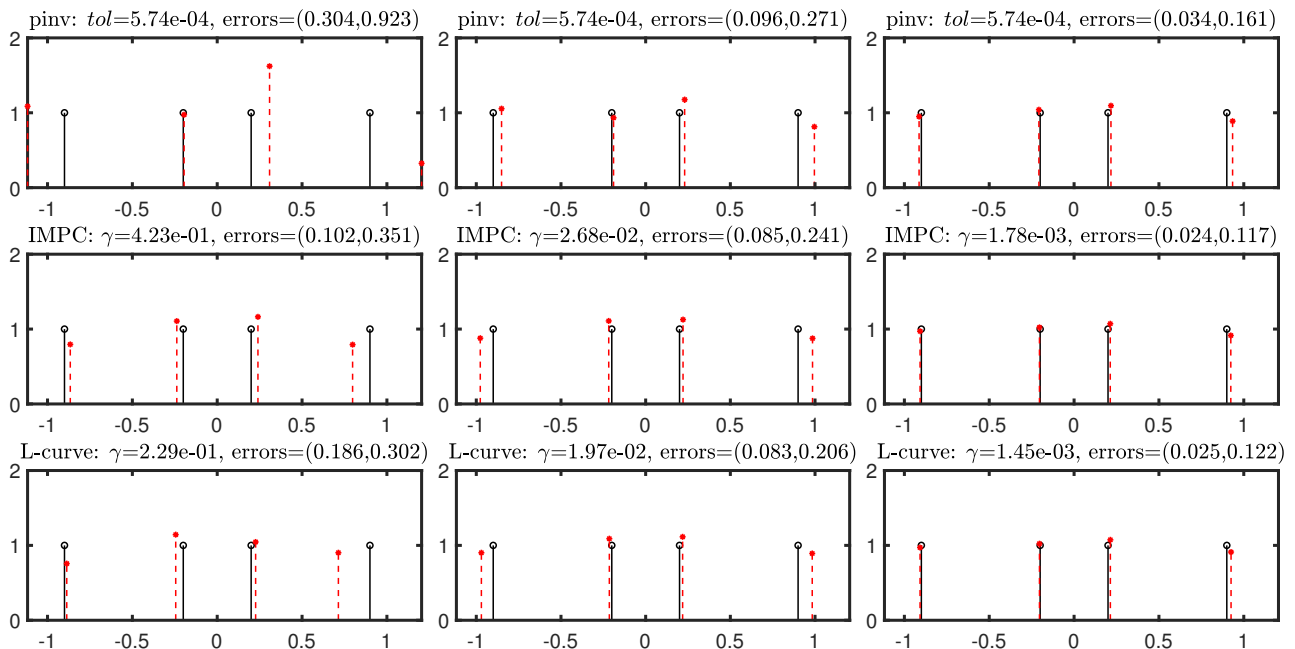 pinv: tol=5.74e-04, errors=(0.304,0.923) pinv: tol=5.74e-04, errors=(0.096,0.271) pinv: tol=5.74e-04, errors=(0.034,0.161)
2 2 2
1 1 1
0 0 0
-1 -0.5 0 0.5 1 -1 -0.5 0 0.5 1 -1 -0.5 0 0.5 1
IMPC: γ=4.23e-01, errors=(0.102,0.351) IMPC: γ=2.68e-02, errors=(0.085,0.241) IMPC: γ=1.78e-03, errors=(0.024,0.117)
2 2 2
1 1 1
0 0 0
-1 -0.5 0 0.5 1 -1 -0.5 0 0.5 1 -1 -0.5 0 0.5 1
L-curve: γ=2.29e-01, errors=(0.186,0.302) L-curve: γ=1.97e-02, errors=(0.083,0.206) L-curve: γ=1.45e-03, errors=(0.025,0.122)
2 2 2
1 1 1
0 0 0
-1 -0.5 0 0.5 1 -1 -0.5 0 0.5 1 -1 -0.5 0 0.5 1